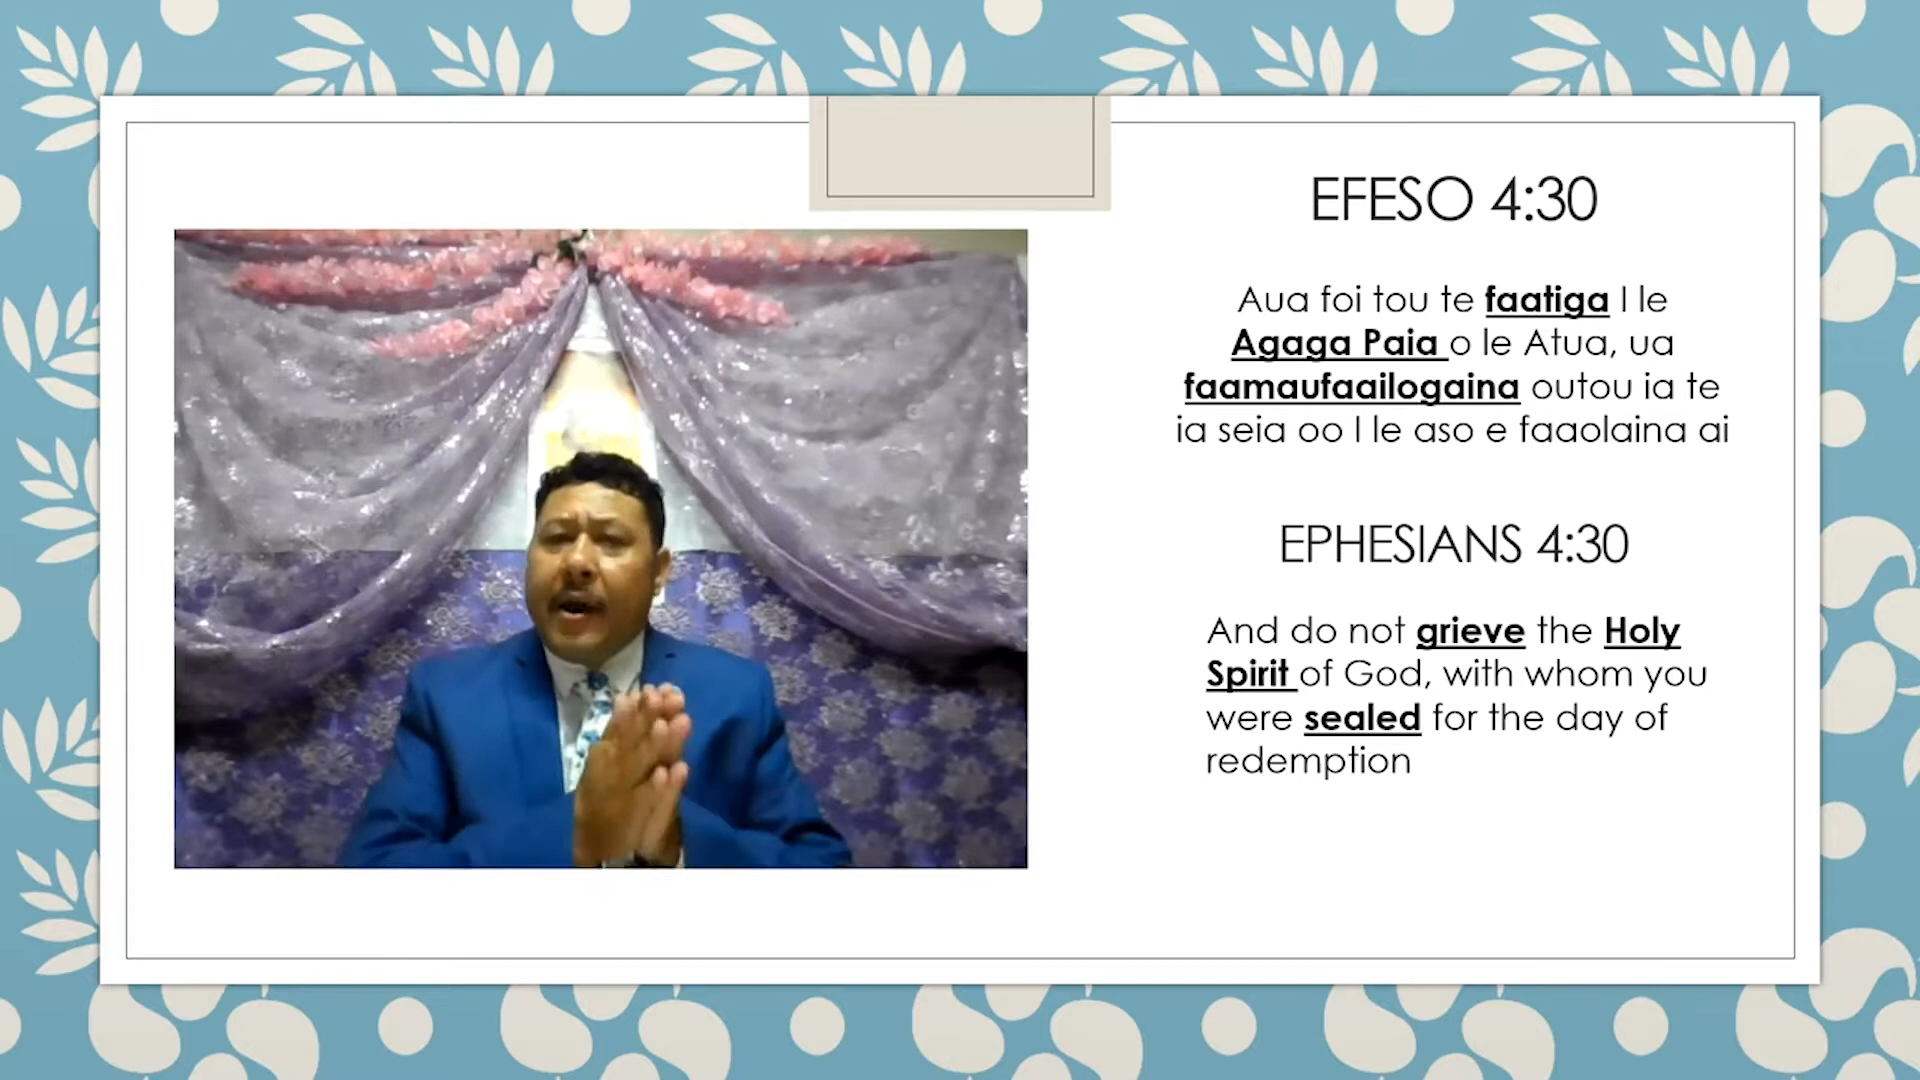 EFESO 4:30
Aua foi tou te faatiga I le
Agaga Paia o le Atua, ua
faamaufaailogaina outou ia te
ia seia oo I le aso e faaolaina ai
EPHESIANS 4:30
And do not grieve the Holy
Spirit of God, with whom you
were sealed for the day of
redemption